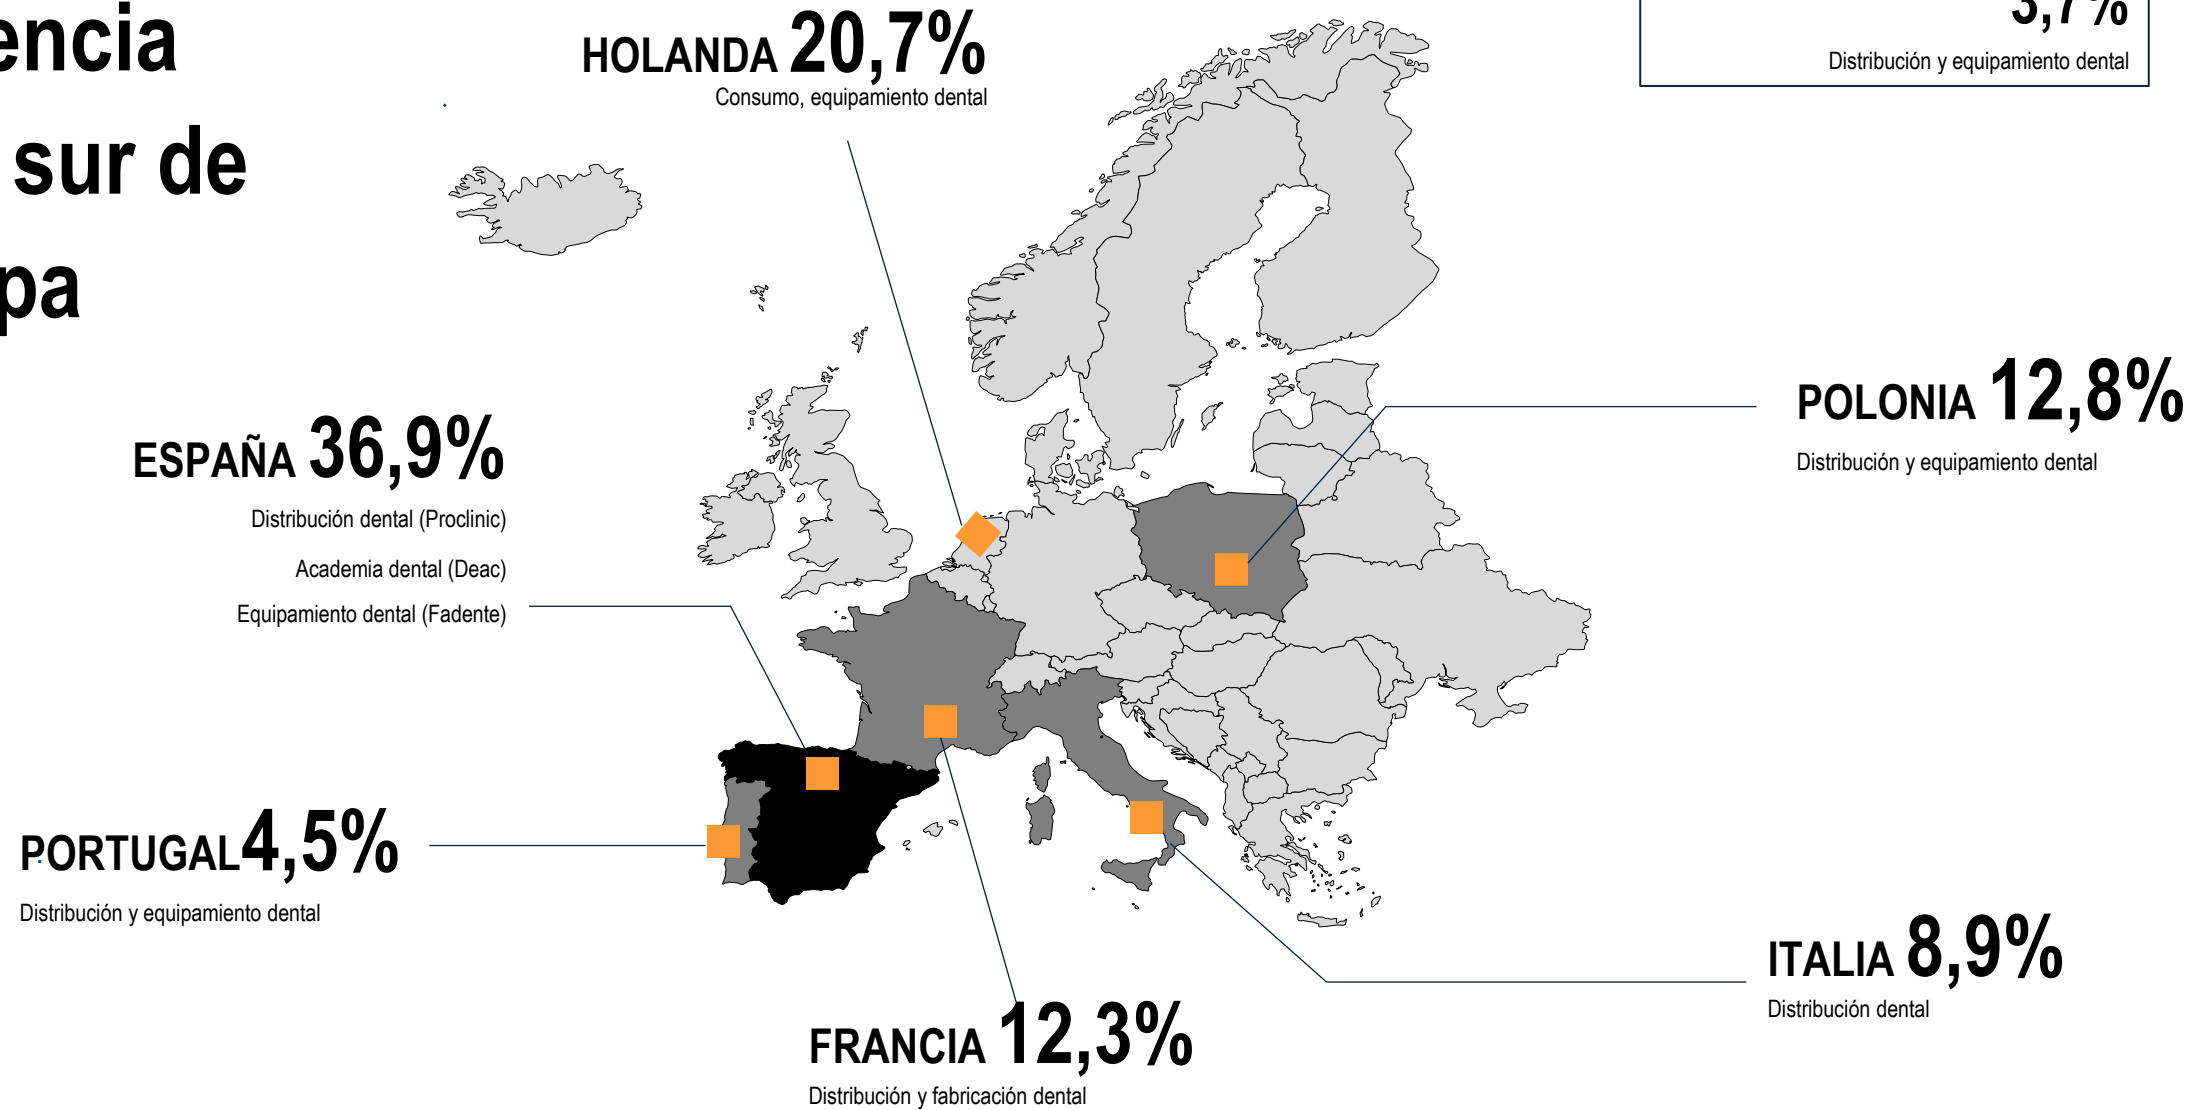 sur de
HOLANDA 20,7%
Consumo, equipamiento dental
3,7%
Distribución y equipamiento dental
ESPAÑA 36,9%
Distribución dental (Proclinic)
Academia dental (Deac)
Equipamiento dental (Fadente)
POLONIA 12,8%
Distribución y equipamiento dental
PORTUGAL 4,5%
Distribución y equipamiento dental
ITALIA 8,9%
Distribución dental
FRANCIA 12,3%
Distribución y fabricación dental